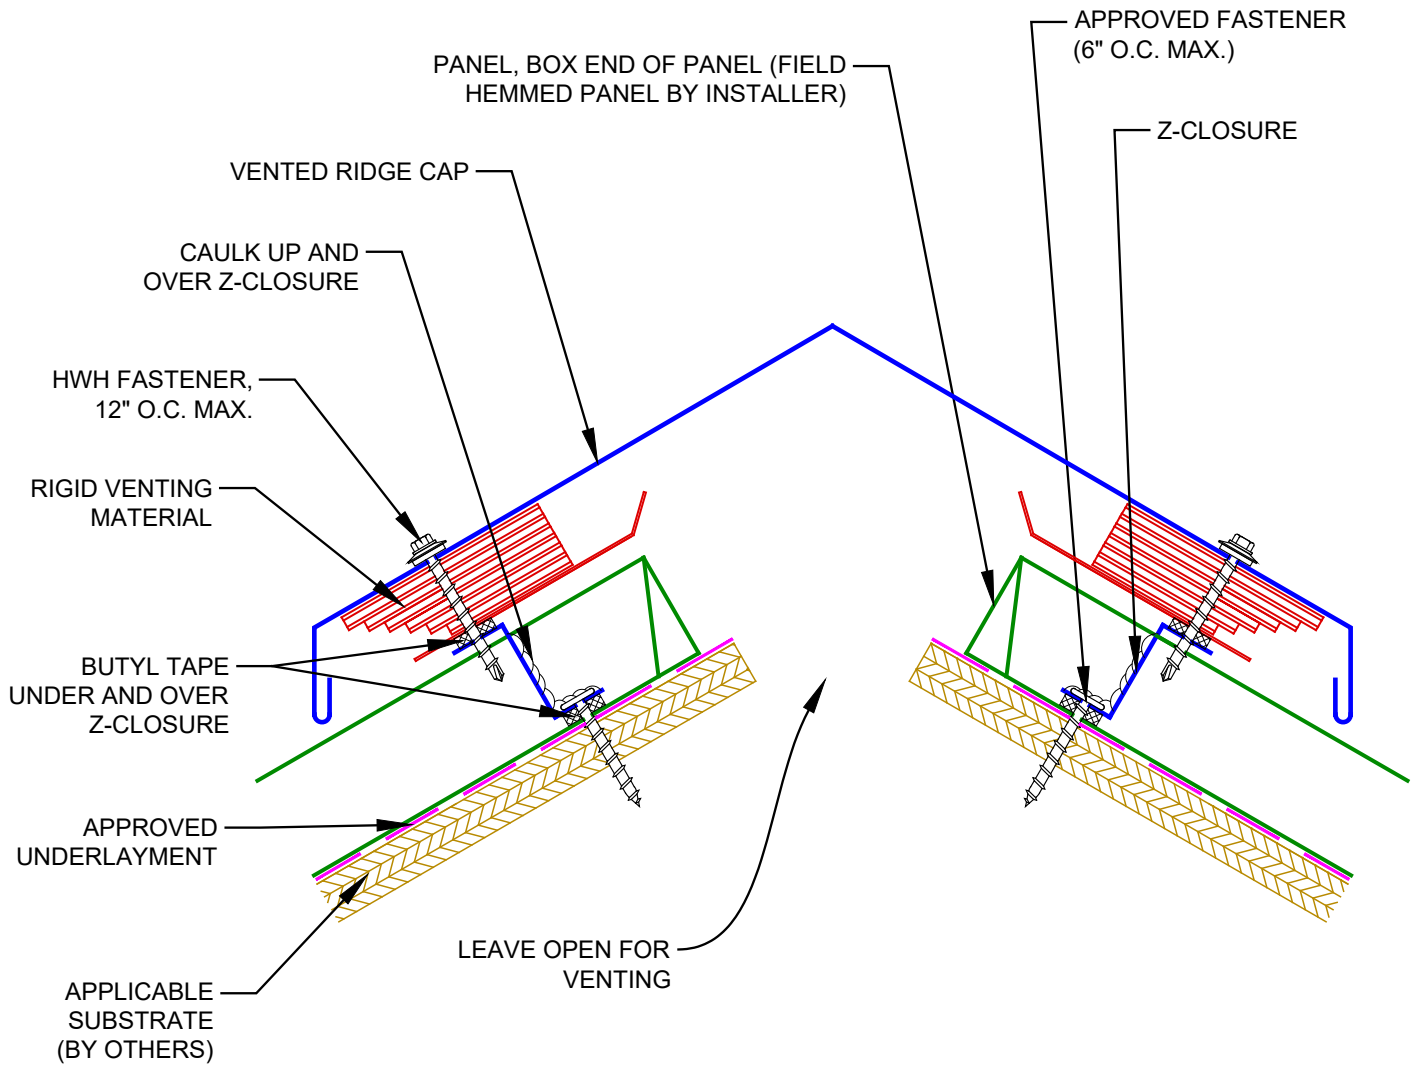 APPROVED FASTENER
(6" O.C. MAX.)
PANEL, BOX END OF PANEL (FIELD
HEMMED PANEL BY INSTALLER)
Z-CLOSURE
VENTED RIDGE CAP
CAULK UP AND
OVER Z-CLOSURE
HWH FASTENER,
12" O.C. MAX.
RIGID VENTING
MATERIAL
BUTYL TAPE
UNDER AND OVER
Z-CLOSURE
APPROVED
UNDERLAYMENT
LEAVE OPEN FOR
VENTING
APPLICABLE
SUBSTRATE
(BY OTHERS)